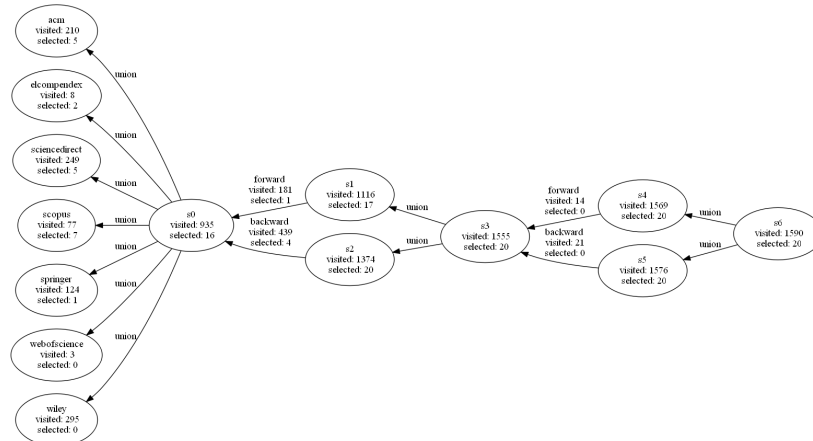 acm
visited: 210
selected: 5
union
elcompendex
visited: 8
selected: 2
union
sciencedirect
visited: 249
selected: 5
union
scopus
visited: 77
selected: 7
union
springer
visited: 124
selected: 1
union
webofscience
visited: 3
selected: 0
union
wiley
visited: 295
selected: 0
union
s0
visited: 935
selected: 16
forward
visited: 181
selected: 1
backward
visited: 439
selected: 4
s1
visited: 1116
selected: 17
s2
visited: 1374
selected: 20
union
union
s3
visited: 1555
selected: 20
forward
visited: 14
selected: 0
backward
visited: 21
selected: 0
s4
visited: 1569
selected: 20
s5
visited: 1576
selected: 20
union
union
s6
visited: 1590
selected: 20